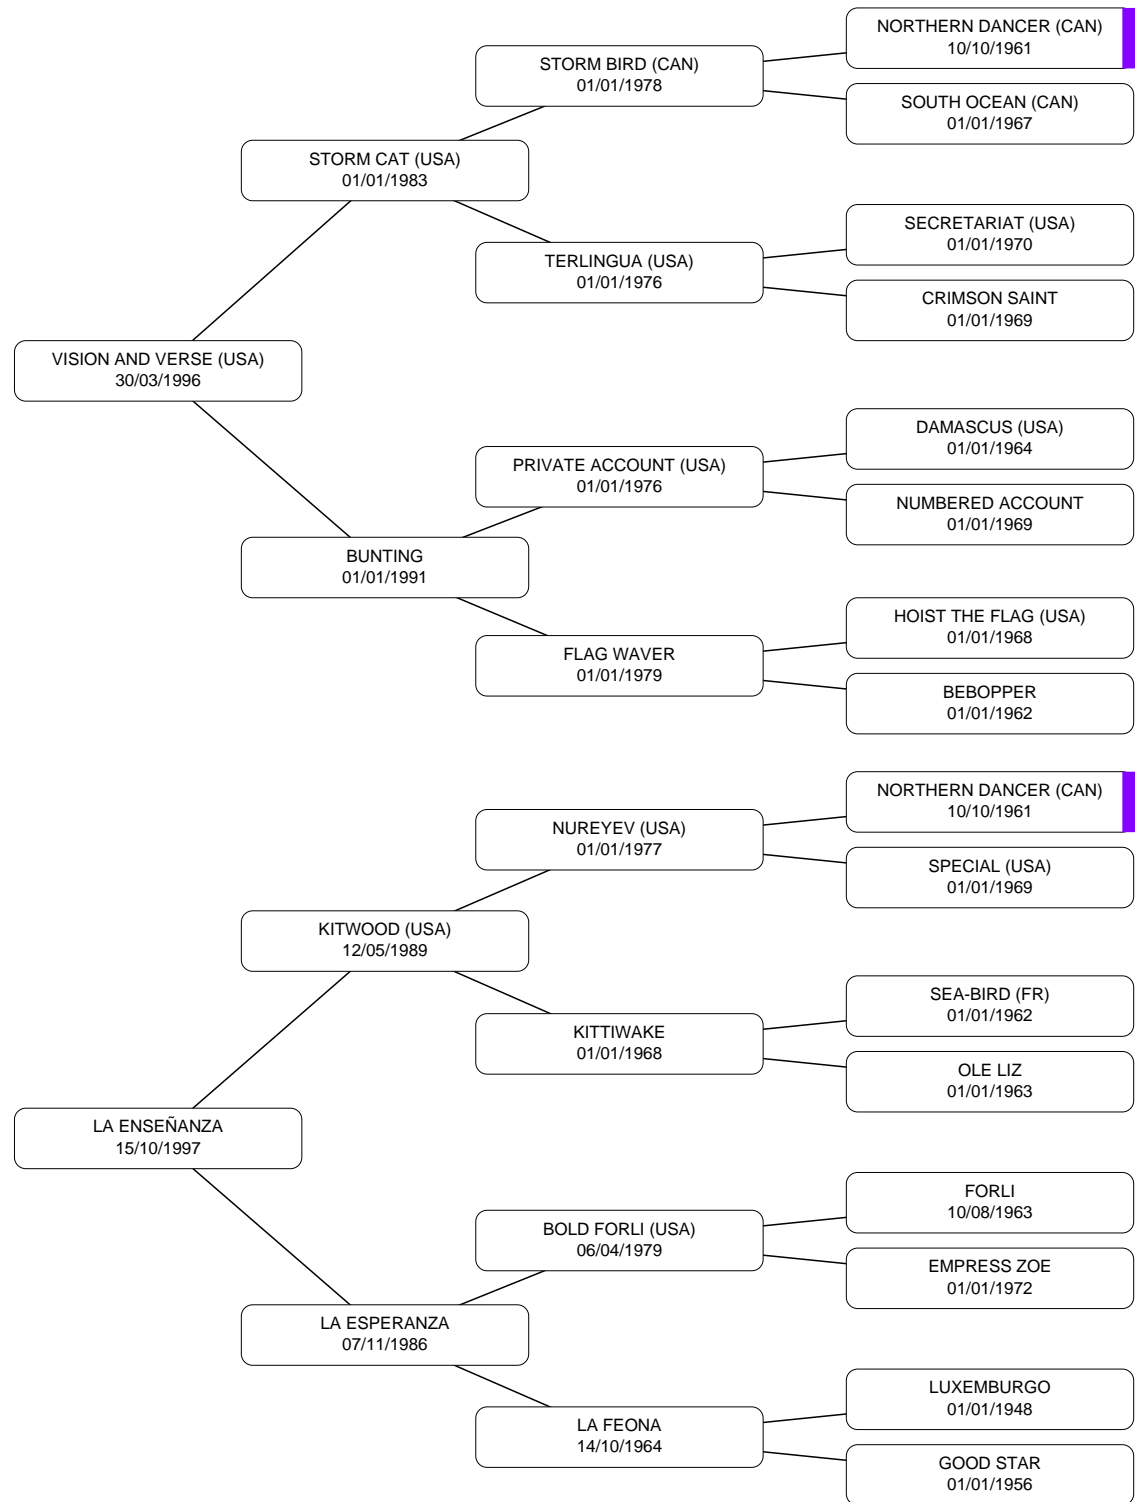 NORTHERN DANCER (CAN)
10/10/1961
STORM BIRD (CAN)
01/01/1978
SOUTH OCEAN (CAN)
01/01/1967
STORM CAT (USA)
01/01/1983
SECRETARIAT (USA)
01/01/1970
TERLINGUA (USA)
01/01/1976
CRIMSON SAINT
01/01/1969
VISION AND VERSE (USA)
30/03/1996
DAMASCUS (USA)
01/01/1964
PRIVATE ACCOUNT (USA)
01/01/1976
NUMBERED ACCOUNT
01/01/1969
BUNTING
01/01/1991
HOIST THE FLAG (USA)
01/01/1968
FLAG WAVER
01/01/1979
BEBOPPER
01/01/1962
NORTHERN DANCER (CAN)
10/10/1961
NUREYEV (USA)
01/01/1977
SPECIAL (USA)
01/01/1969
KITWOOD (USA)
12/05/1989
SEA-BIRD (FR)
01/01/1962
KITTIWAKE
01/01/1968
OLE LIZ
01/01/1963
LA ENSEÑANZA
15/10/1997
FORLI
10/08/1963
BOLD FORLI (USA)
06/04/1979
EMPRESS ZOE
01/01/1972
LA ESPERANZA
07/11/1986
LUXEMBURGO
01/01/1948
LA FEONA
14/10/1964
GOOD STAR
01/01/1956